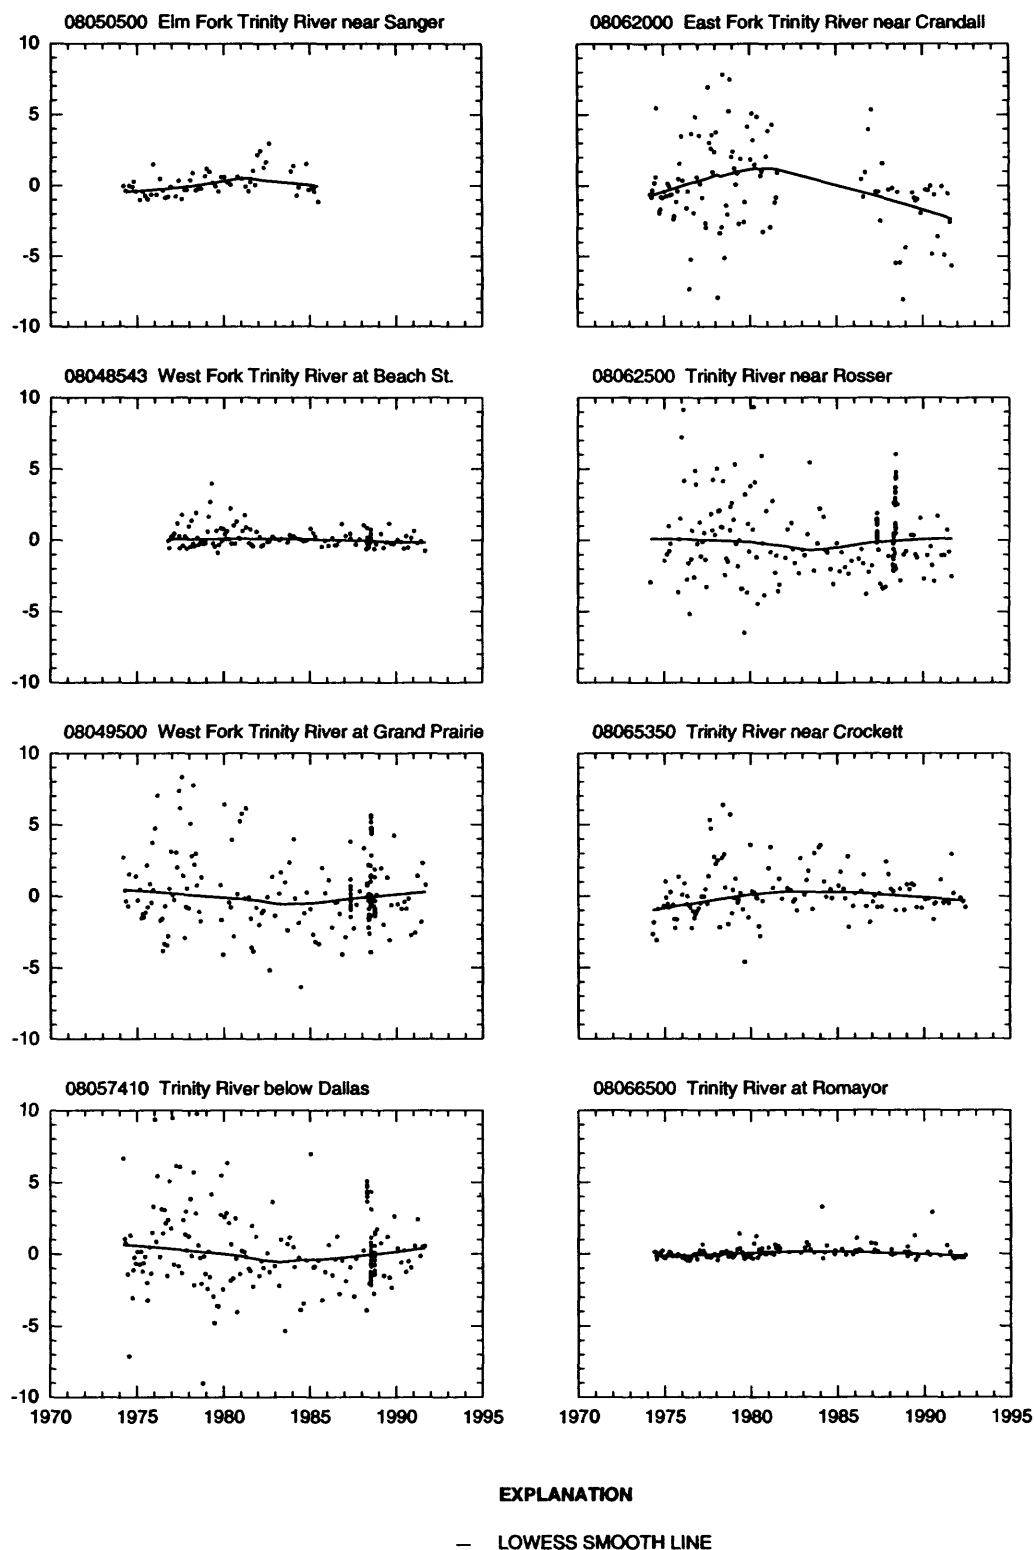 08050500 Elm Fork Trinity River near Sanger
10
5
0
-5
-10
08062000 East Fork Trinity River near Crandall
08048543 West Fork Trinity River at Beach St.
10
5
0
-5
-10
08062500 Trinity River near Rosser
08049500 West Fork Trinity River at Grand Prairie
10
5
0
-5
-10
08065350 Trinity River near Crockett
08057410 Trinity River below Dallas
10
5
0
-5
-10
1970 1975 1980 1985 1990 1995
08066500 Trinity River at Romayor
1970 1975 1980 1985 1990 1995
EXPLANATION
— LOWESS SMOOTH LINE